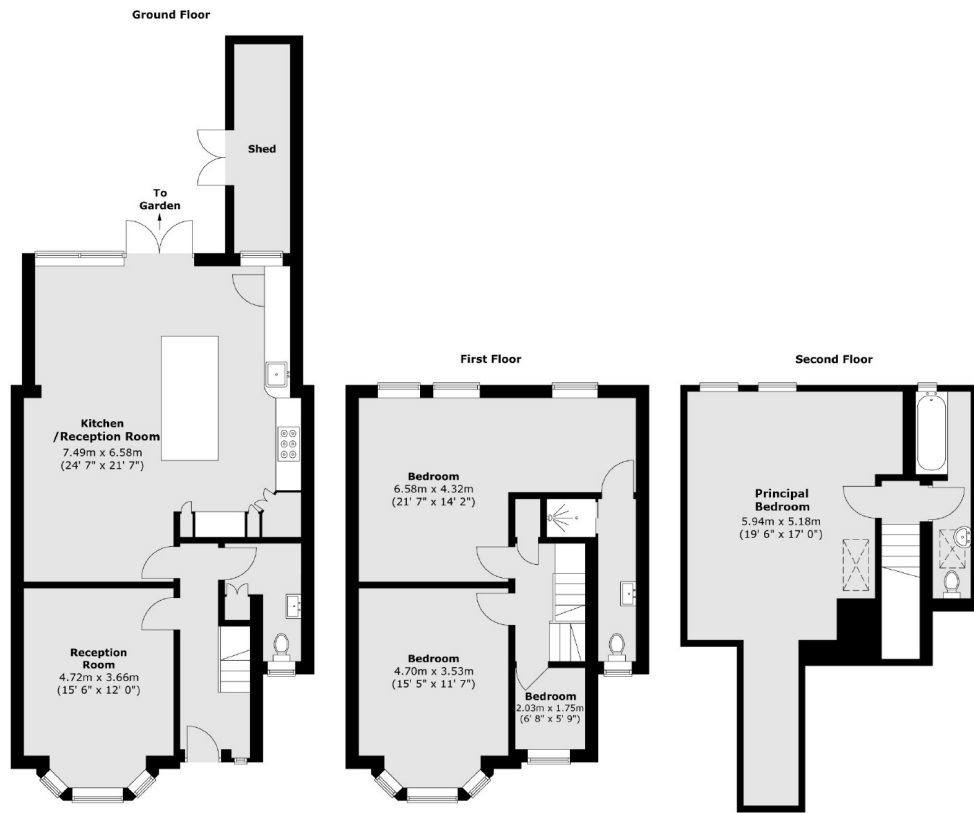 Ground Floor
Shed
To
Garden
Kitchen
/Reception Room
7.49m x 6.58m
(24' 7" x 21' 7")
Reception
Room
4.72m x 3.66m
(15' 6" x 12' 0")
First Floor
Bedroom
6.58m x 4.32m
(21' 7" x 14' 2")
Bedroom
4.70m x 3.53m
(15' 5" x 11' 7")
Bedroom
2.03m x 1.75m
(6' 8" x 5' 9")
Second Floor
Principal
Bedroom
5.94m x 5.18m
(19' 6" x 17' 0")